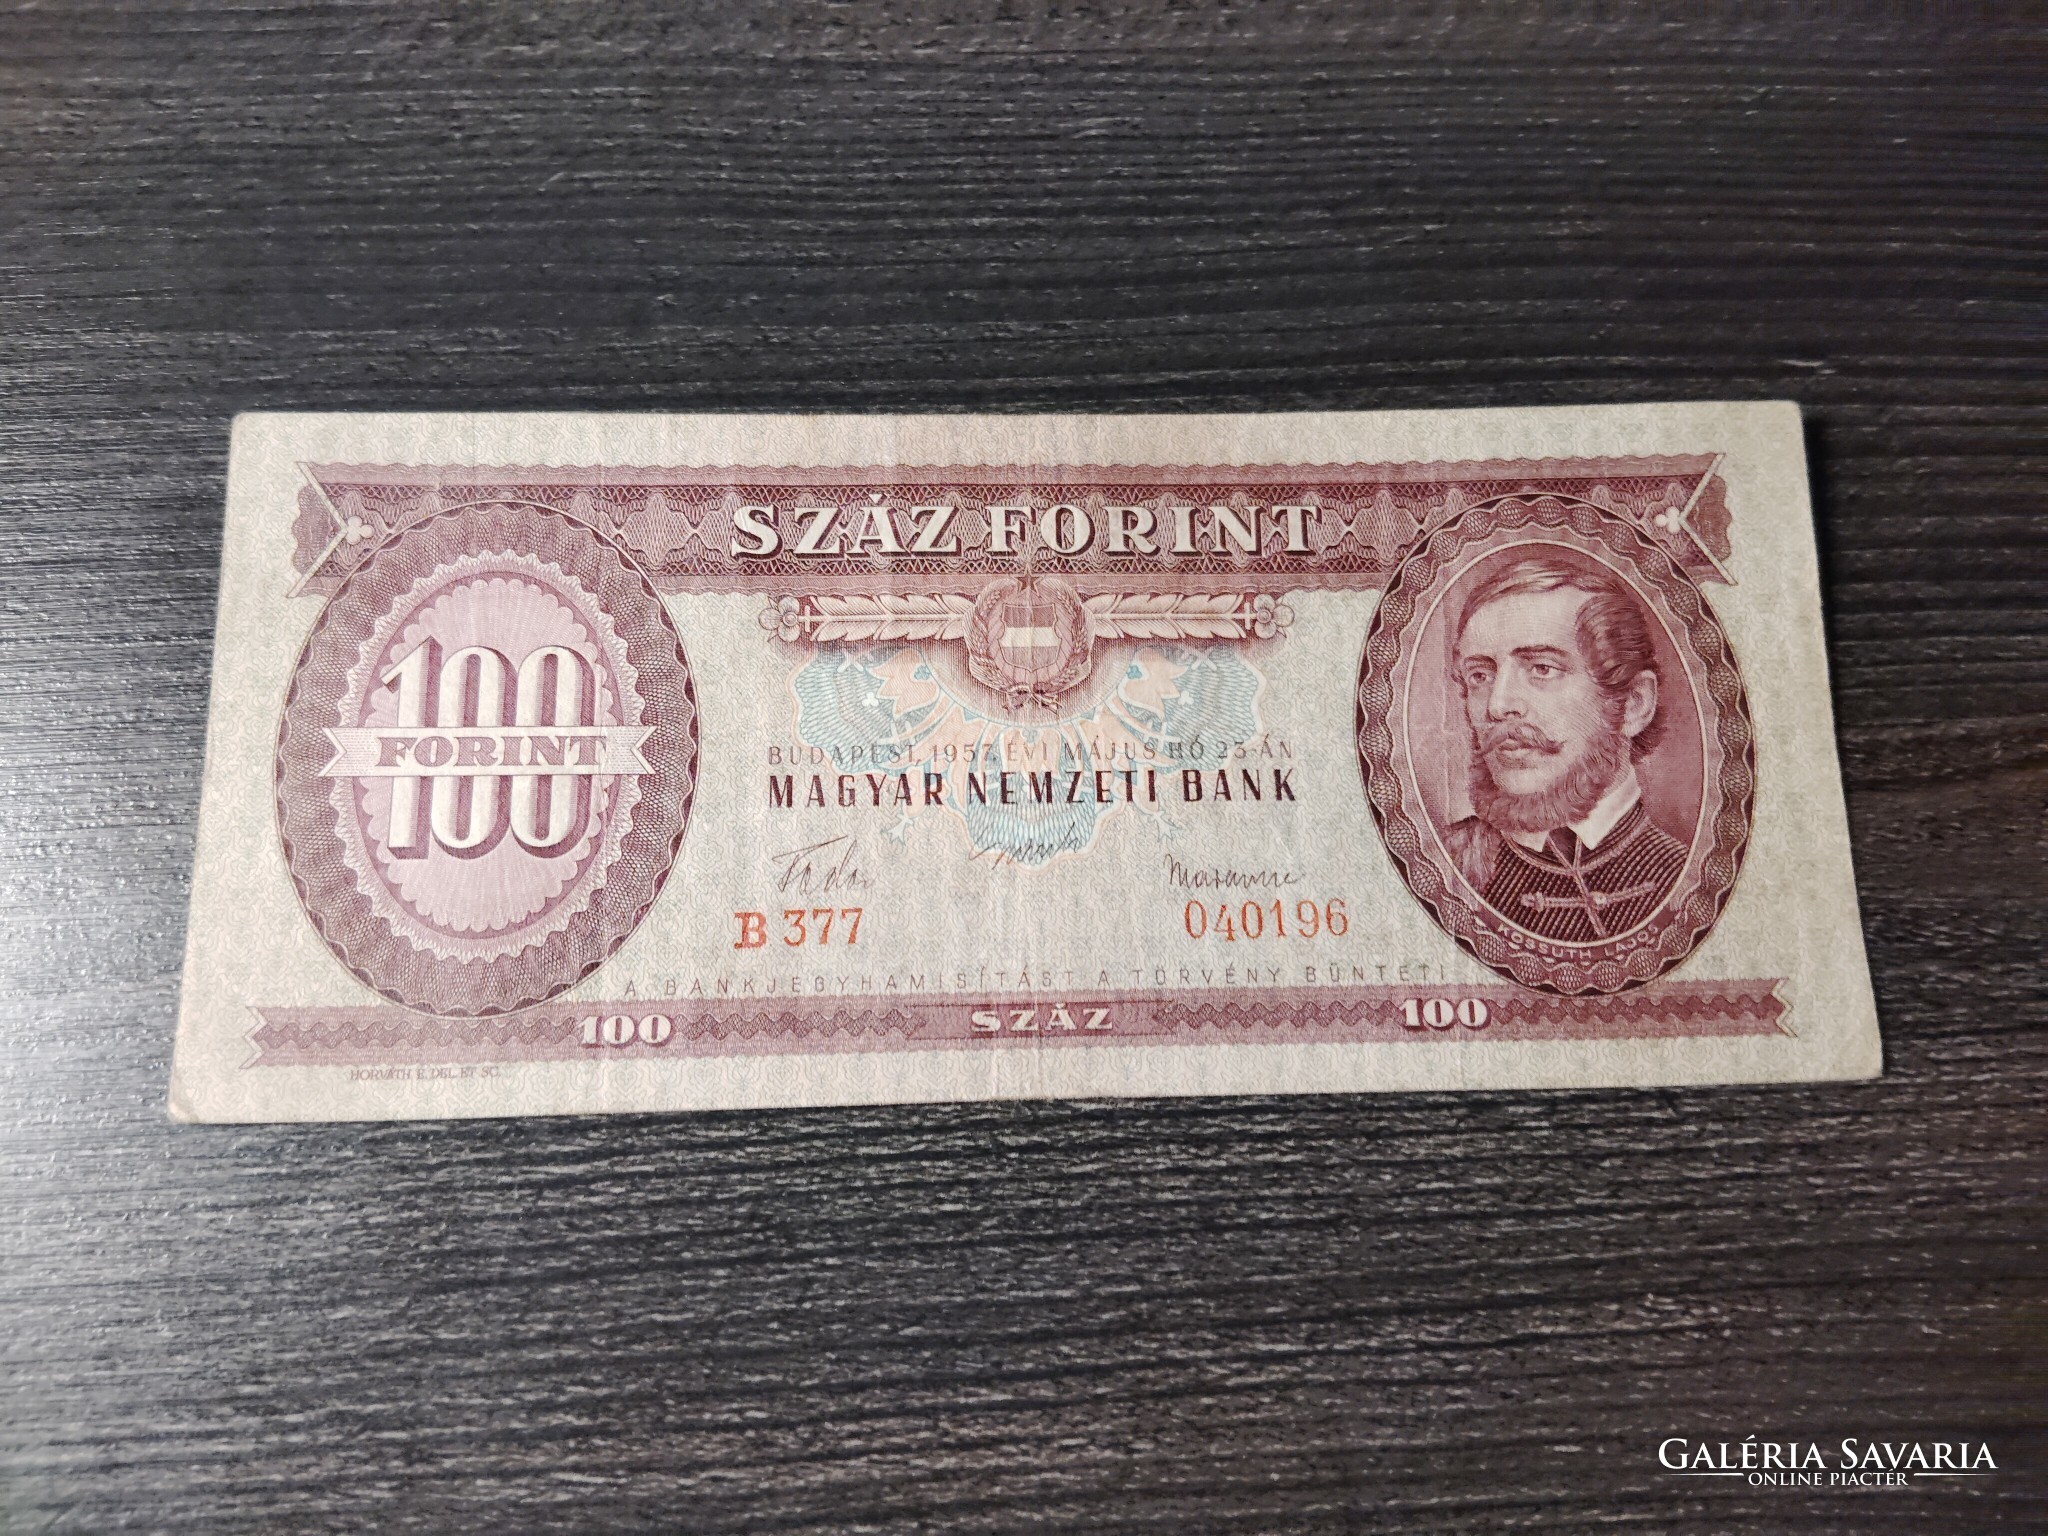 SZÁZ FORINT
100
FORINT
BUDAPEST, 1957. ÉVI MÁJUS HÓ 23-ÁN
MAGYAR NEMZETI BANK
B 377
040196
KOSSUTH LAJOS
A BANKJEGYHAMISÍTÁST A TÖRVÉNY BÜNTETI
100
SZÁZ
100
HORVÁTH E. DEL. ET SC.
GALÉRIA SAVARIA
ONLINE PIACTÉR